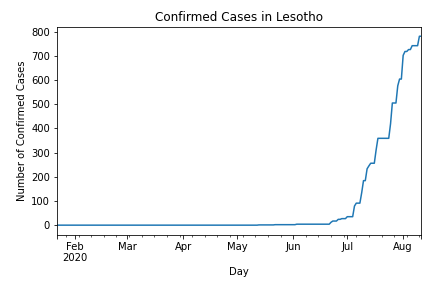 Confirmed Cases in Lesotho
Number of Confirmed Cases
800
700
600
500
400
300
200
100
0
Feb Mar Apr May Jun Jul Aug
2020
Day